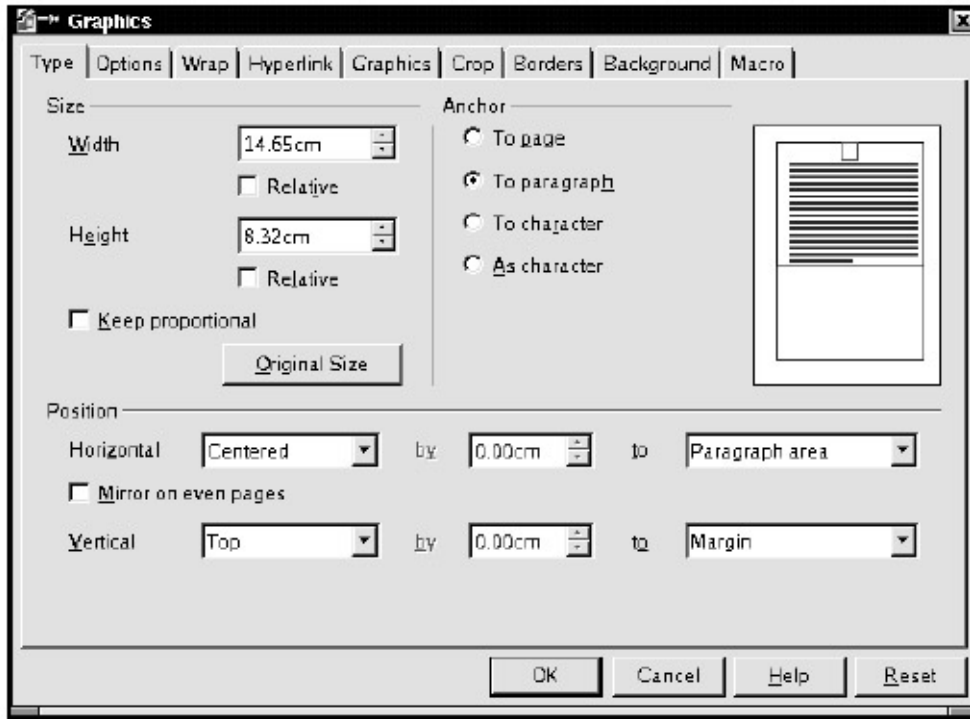 Graphics
Type Options Wrap Hyperlink Graphics Crop Borders Background Macro
Size
Anchor
Width 14.65cm
To page
Relative
To paragraph
Height 8.32cm
To character
Relative
As character
Keep proportional
Original Size
Position
Horizontal Centered by 0.00cm to Paragraph area
Mirror on even pages
Vertical Top by 0.00cm to Margin
OK Cancel Help Reset